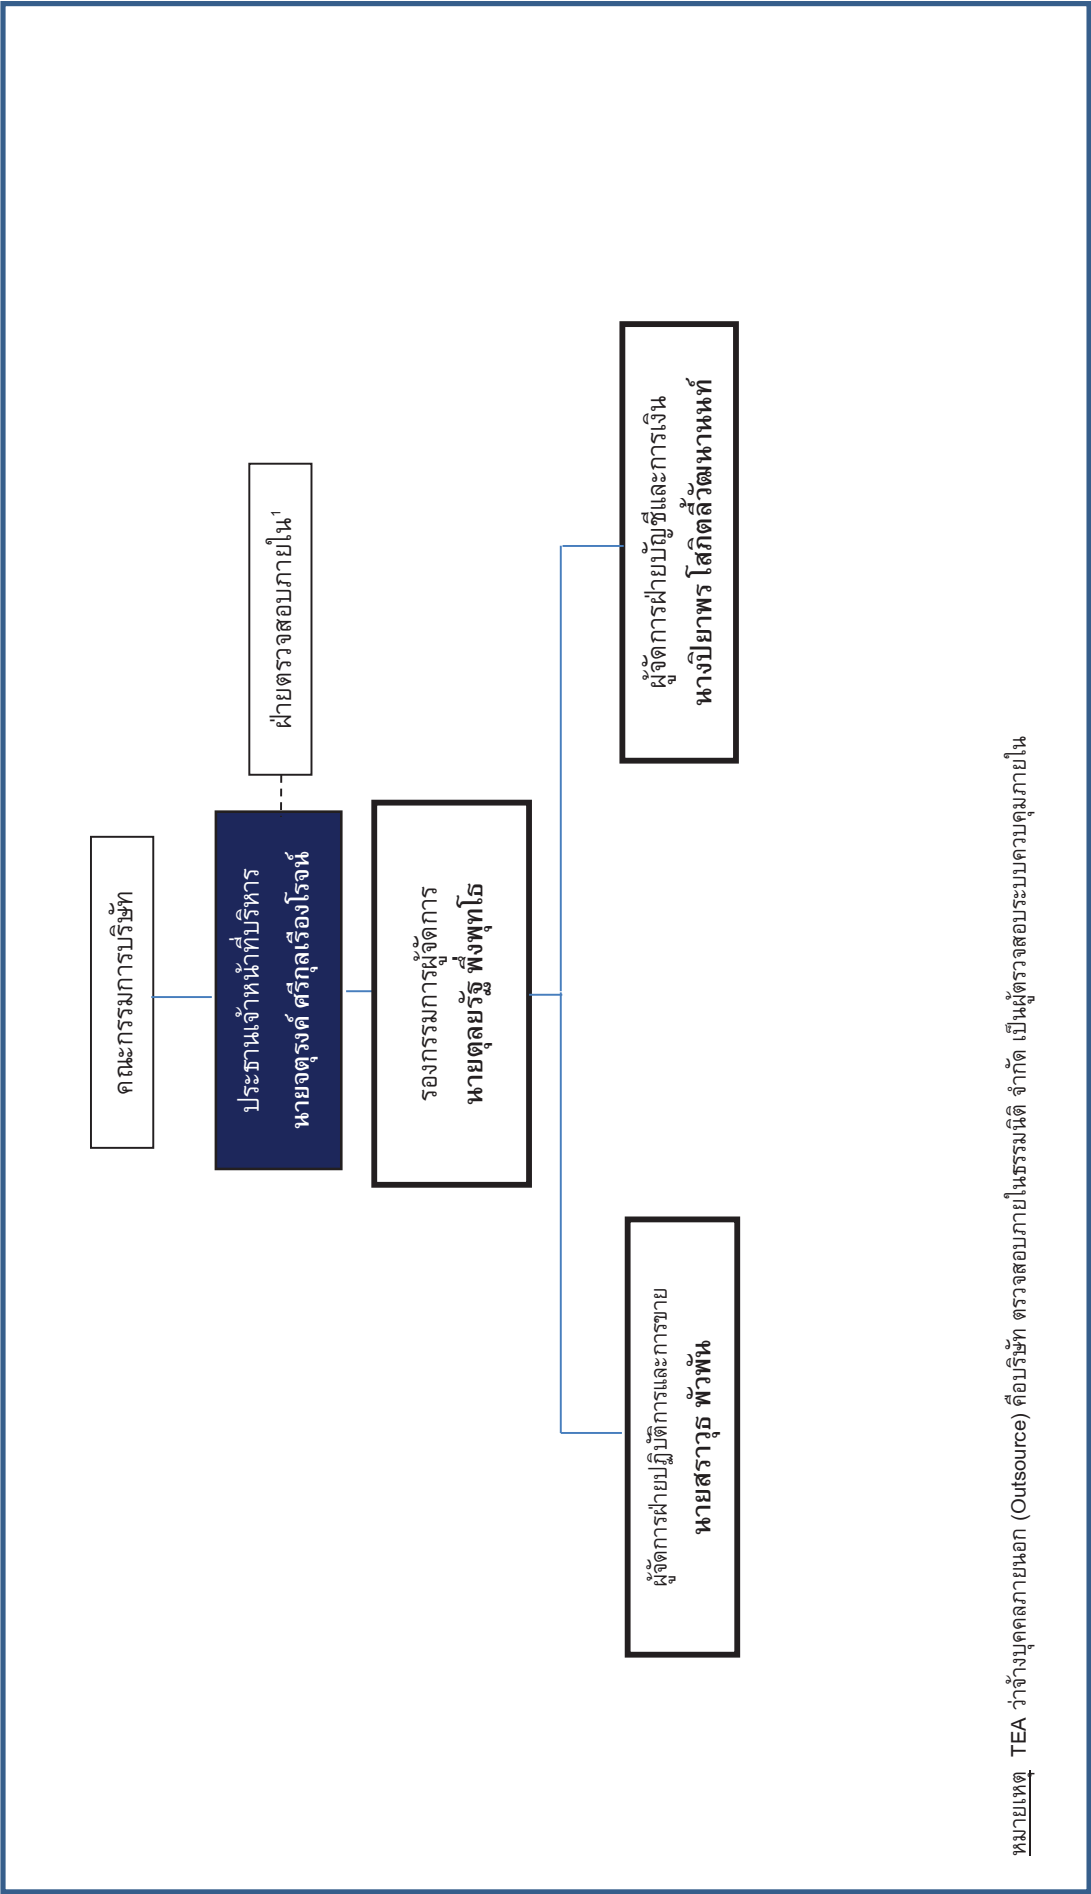 คณะกรรมการบริษัท
ประธานเจ้าหน้าที่บริหาร
นายจตุรงค์ ศรีกุลเรืองโรจน์
ฝ่ายตรวจสอบภายใน¹
รองกรรมการผู้จัดการ
นายตุลยรัฐ พึ่งพุทโธ
ผู้จัดการฝ่ายปฏิบัติการและการขาย
นายสราวุธ พัวพัน
ผู้จัดการฝ่ายบัญชีและการเงิน
นางปิยาพร โสภิตลิ้วัฒนานนท์
หมายเหตุ TEA ว่าจ้างบุคคลภายนอก (Outsource) คือบริษัท ตรวจสอบภายในธรรมนิติ จำกัด เป็นผู้ตรวจสอบระบบควบคุมภายใน